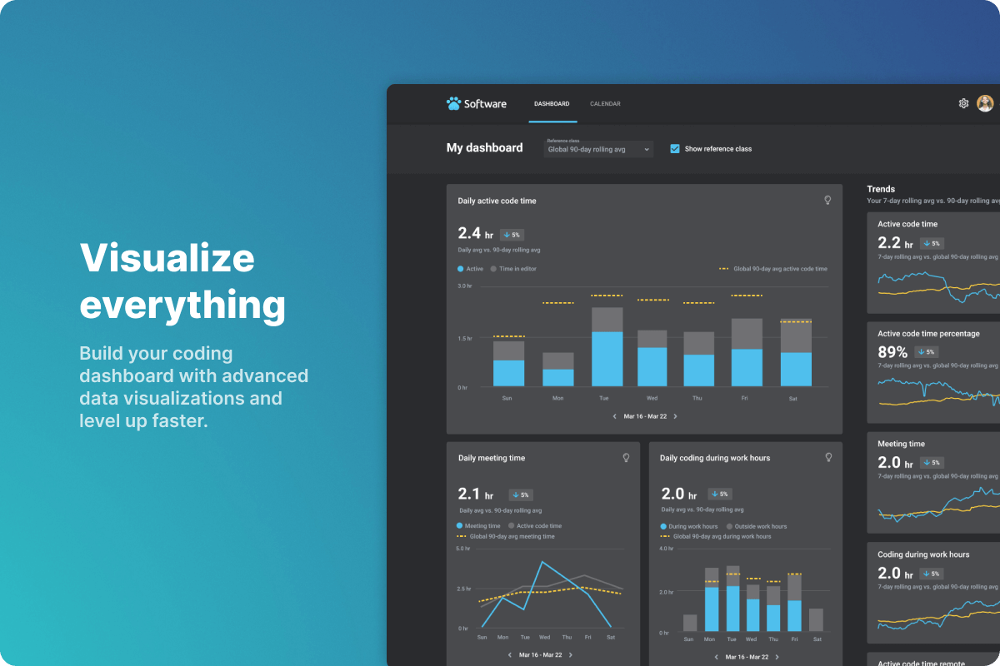 Visualize
everything
Build your coding
dashboard with advanced
data visualizations and
level up faster.
Software
DASHBOARD
CALENDAR
My dashboard
Reference class
Global 90-day rolling avg
Show reference class
Daily active code time
2.4 hr
5%
Daily avg vs. 90-day rolling avg
Active
Time in editor
Global 90-day avg active code time
3.0 hr
1.5 hr
0 hr
Sun Mon Tue Wed Thu Fri Sat
Mar 16 - Mar 22
Daily meeting time
2.1 hr
5%
Daily avg vs. 90-day rolling avg
Meeting time
Active code time
Global 90-day avg meeting time
5.0 hr
2.5 hr
0 hr
Sun Mon Tue Wed Thu Fri Sat
Mar 16 - Mar 22
Daily coding during work hours
2.0 hr
5%
Daily avg vs. 90-day rolling avg
During work hours
Outside work hours
Global 90-day avg during work hours
4.0 hr
2.0 hr
0 hr
Sun Mon Tue Wed Thu Fri Sat
Mar 16 - Mar 22
Trends
Your 7-day rolling avg vs. 90-day rolling avg
Active code time
2.2 hr
5%
7-day rolling avg vs. global 90-day rolling avg
Active code time percentage
89%
5%
7-day rolling avg vs. global 90-day rolling avg
Meeting time
2.0 hr
5%
7-day rolling avg vs. global 90-day rolling avg
Coding during work hours
2.0 hr
5%
7-day rolling avg vs. global 90-day rolling avg
Active code time remote